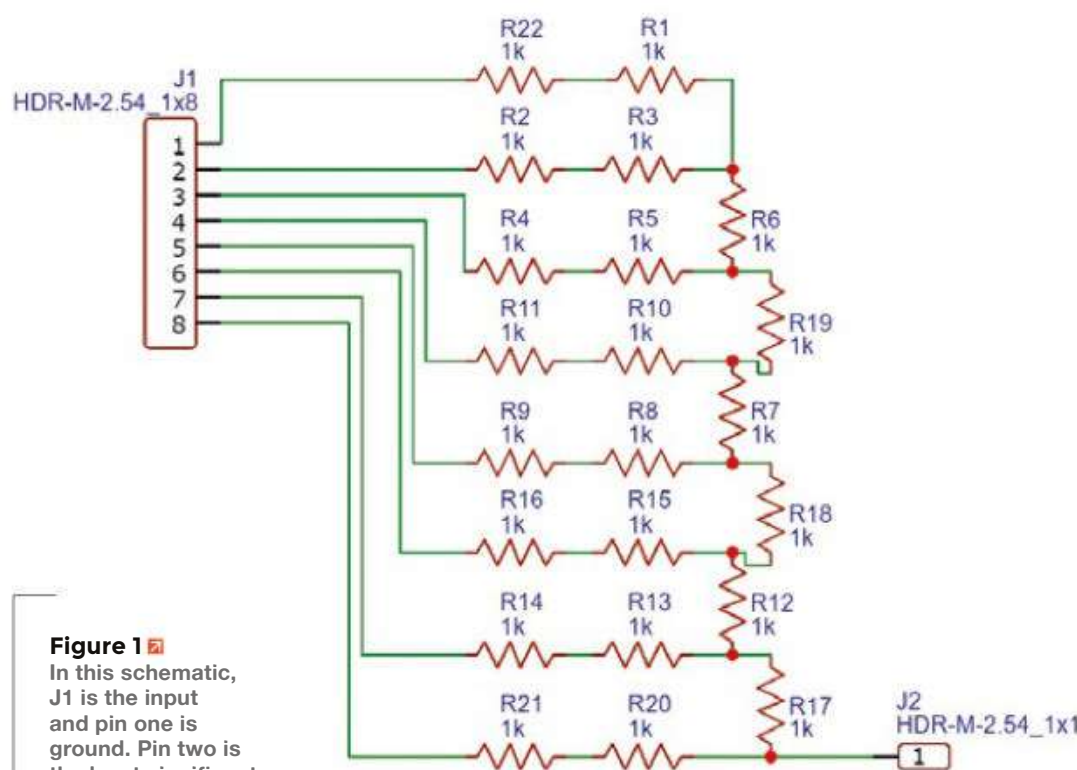 R22 R1
1k 1k
J1
HDR-M-2.54_1x8
R2 R3
1k 1k
1
2
3
4
5
6
7
8
R6
1k
R4 R5
1k 1k
R11 R10
1k 1k
R19
1k
R7
1k
R9 R8
1k 1k
R16 R15
1k 1k
R18
1k
R14 R13
1k 1k
R12
1k
R21 R20
1k 1k
R17
1k
J2
HDR-M-2.54_1x1
1
Figure 1
In this schematic,
J1 is the input
and pin one is
ground. Pin two is